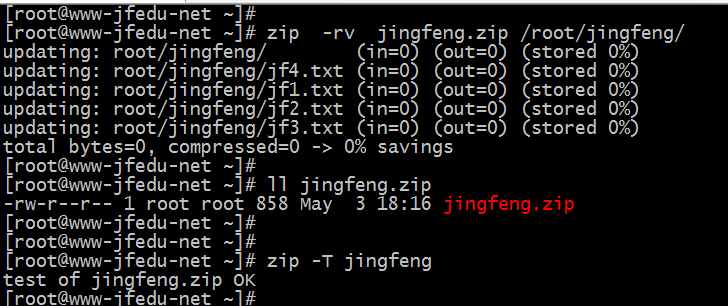 [root@www-jfedu-net ~]#
[root@www-jfedu-net ~]# zip  -rv  jingfeng.zip /root/jingfeng/
updating: root/jingfeng/        (in=0) (out=0) (stored 0%)
updating: root/jingfeng/jf4.txt (in=0) (out=0) (stored 0%)
updating: root/jingfeng/jf1.txt (in=0) (out=0) (stored 0%)
updating: root/jingfeng/jf2.txt (in=0) (out=0) (stored 0%)
updating: root/jingfeng/jf3.txt (in=0) (out=0) (stored 0%)
total bytes=0, compressed=0 -> 0% savings
[root@www-jfedu-net ~]#
[root@www-jfedu-net ~]# ll jingfeng.zip
-rw-r--r-- 1 root root 858 May  3 18:16 jingfeng.zip
[root@www-jfedu-net ~]#
[root@www-jfedu-net ~]#
[root@www-jfedu-net ~]# zip -T jingfeng
test of jingfeng.zip OK
[root@www-jfedu-net ~]#